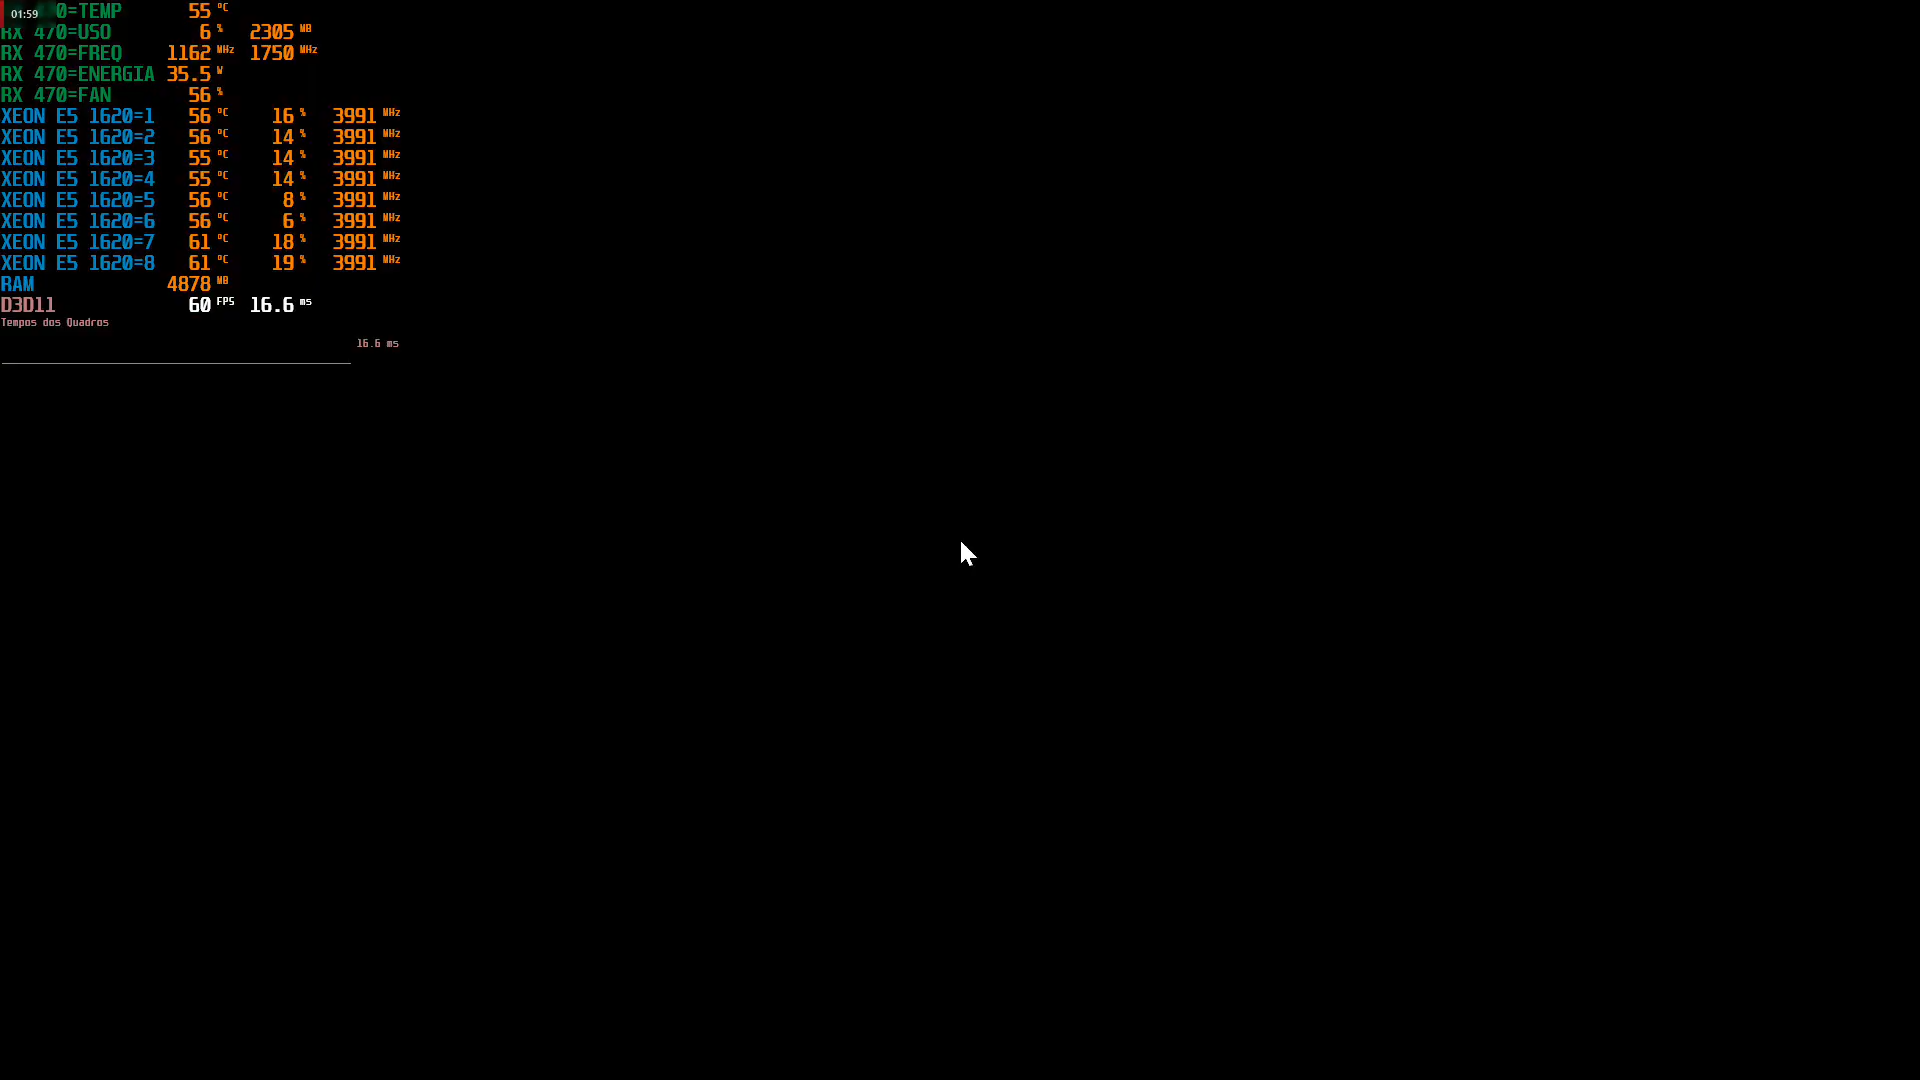 01:59 0=TEMP 55 °C
RX 470=USO 6 % 2305 MB
RX 470=FREQ 1162 MHz 1750 MHz
RX 470=ENERGIA 35.5 W
RX 470=FAN 56 %
XEON E5 1620=1 56 °C 16 % 3991 MHz
XEON E5 1620=2 56 °C 14 % 3991 MHz
XEON E5 1620=3 55 °C 14 % 3991 MHz
XEON E5 1620=4 55 °C 14 % 3991 MHz
XEON E5 1620=5 56 °C 8 % 3991 MHz
XEON E5 1620=6 56 °C 6 % 3991 MHz
XEON E5 1620=7 61 °C 18 % 3991 MHz
XEON E5 1620=8 61 °C 19 % 3991 MHz
RAM 4878 MB
D3D11 60 FPS 16.6 ms
Tempos dos Quadros
16.6 ms